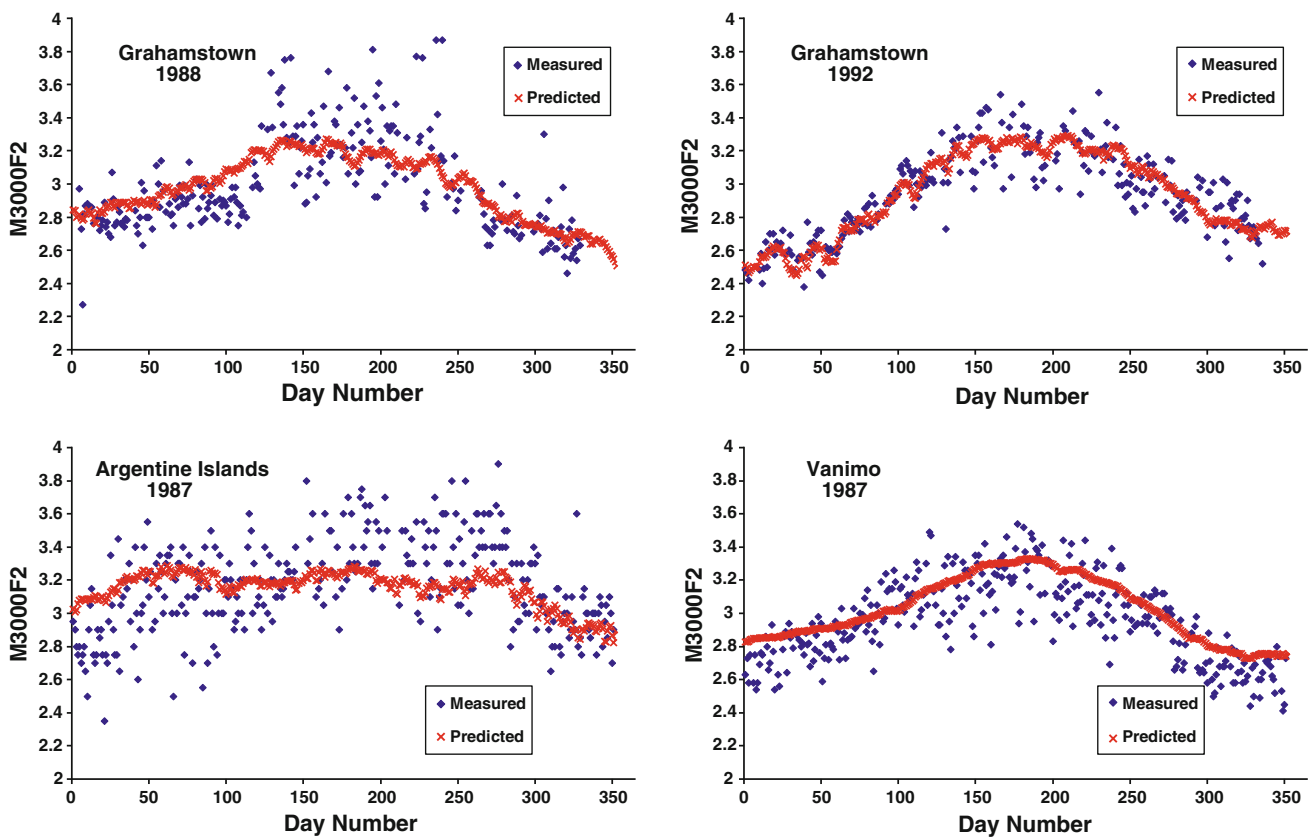 4
3.8
3.6
3.4
3.2
3
2.8
2.6
2.4
2.2
2
M3000F2
Grahamstown
1988
Measured
Predicted
0 50 100 150 200 250 300 350
Day Number
4
3.8
3.6
3.4
3.2
3
2.8
2.6
2.4
2.2
2
M3000F2
Grahamstown
1992
Measured
Predicted
0 50 100 150 200 250 300 350
Day Number
4
3.8
3.6
3.4
3.2
3
2.8
2.6
2.4
2.2
2
M3000F2
Argentine Islands
1987
Measured
Predicted
0 50 100 150 200 250 300 350
Day Number
4
3.8
3.6
3.4
3.2
3
2.8
2.6
2.4
2.2
2
M3000F2
Vanimo
1987
Measured
Predicted
0 50 100 150 200 250 300 350
Day Number